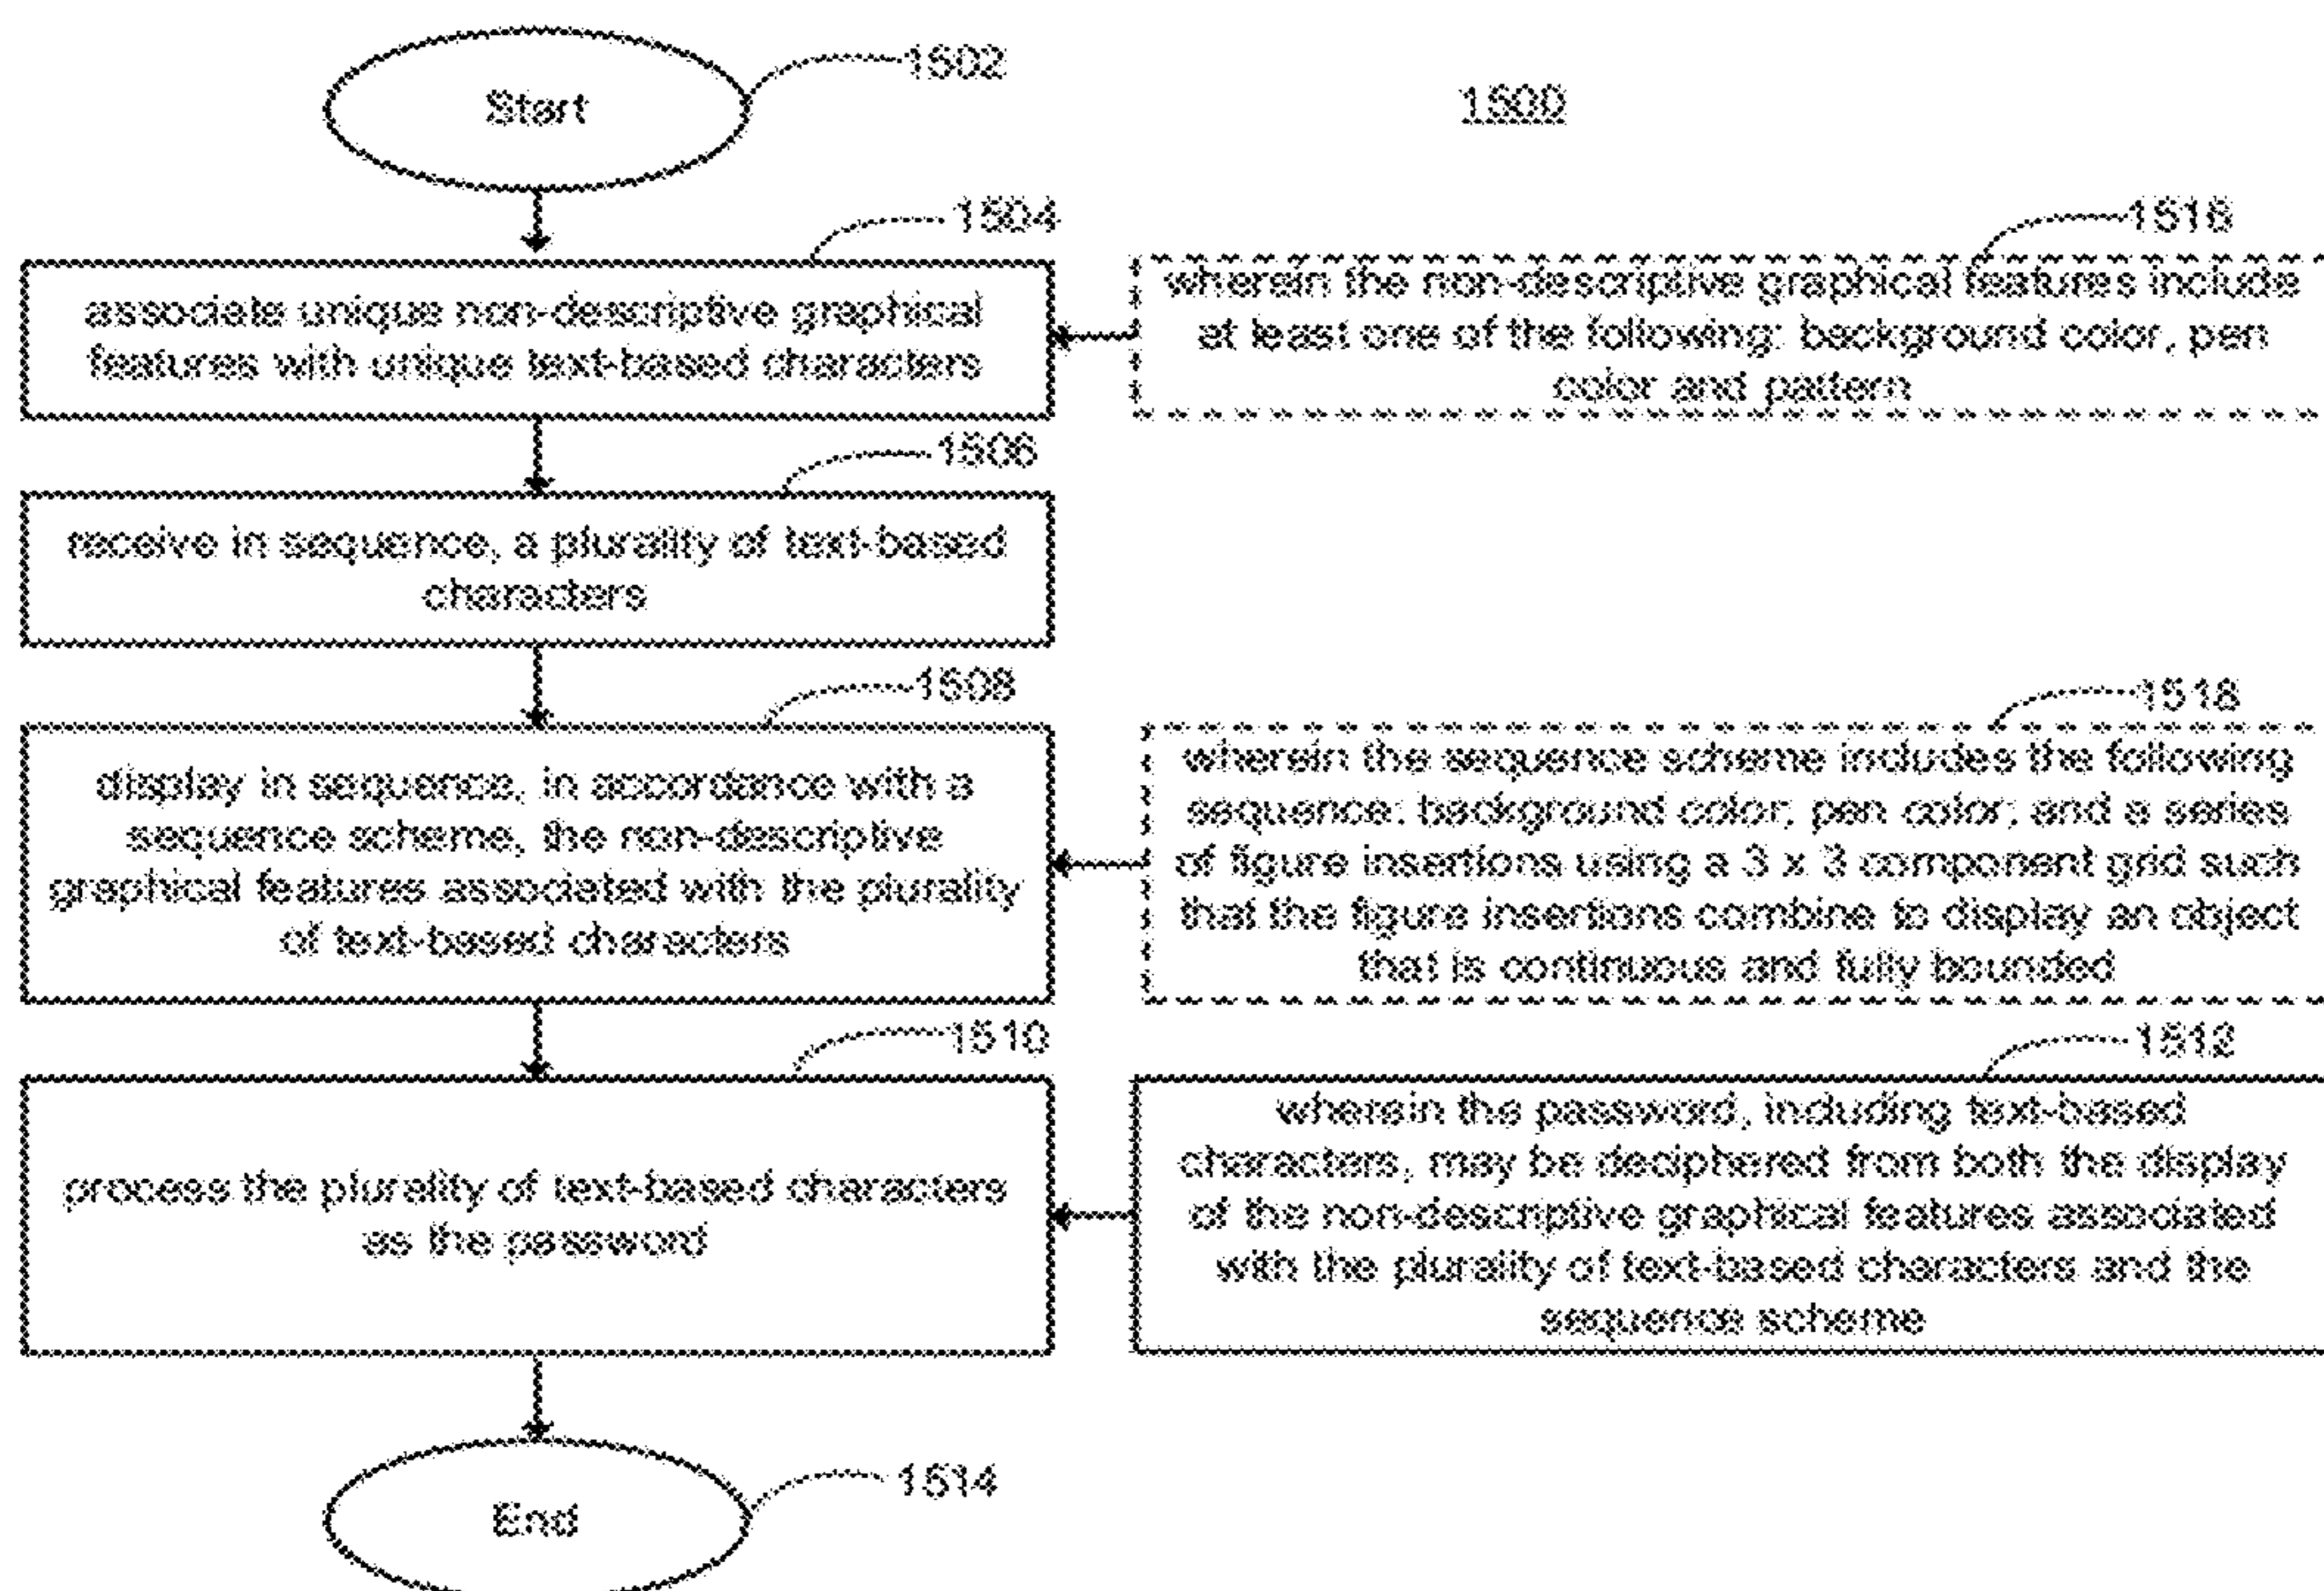 Start
1502
1500
1504
associate unique non-descriptive graphical
features with unique text-based characters
1516
wherein the non-descriptive graphical features include
at least one of the following: background color, pen
color and pattern
1506
receive in sequence, a plurality of text-based
characters
1508
display in sequence, in accordance with a
sequence scheme, the non-descriptive
graphical features associated with the plurality
of text-based characters
1518
wherein the sequence scheme includes the following
sequence: background color; pen color; and a series
of figure insertions using a 3 x 3 component grid such
that the figure insertions combine to display an object
that is continuous and fully bounded
1510
process the plurality of text-based characters
as the password
1512
wherein the password, including text-based
characters, may be deciphered from both the display
of the non-descriptive graphical features associated
with the plurality of text-based characters and the
sequence scheme
End
1514